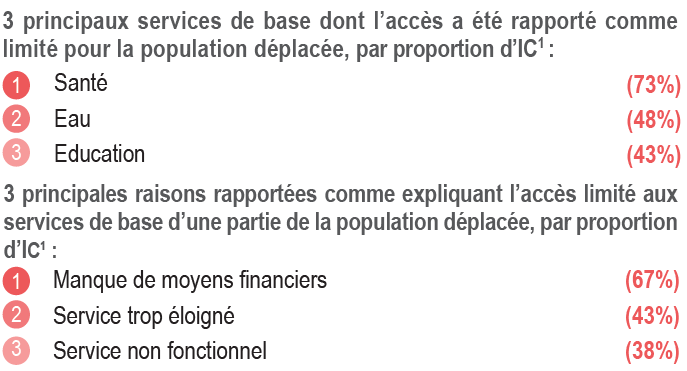 3 principaux services de base dont l’accès a été rapporté comme
limité pour la population déplacée, par proportion d’IC¹ :
1 Santé (73%)
2 Eau (48%)
3 Education (43%)
3 principales raisons rapportées comme expliquant l’accès limité aux
services de base d’une partie de la population déplacée, par proportion
d’IC¹ :
1 Manque de moyens financiers (67%)
2 Service trop éloigné (43%)
3 Service non fonctionnel (38%)